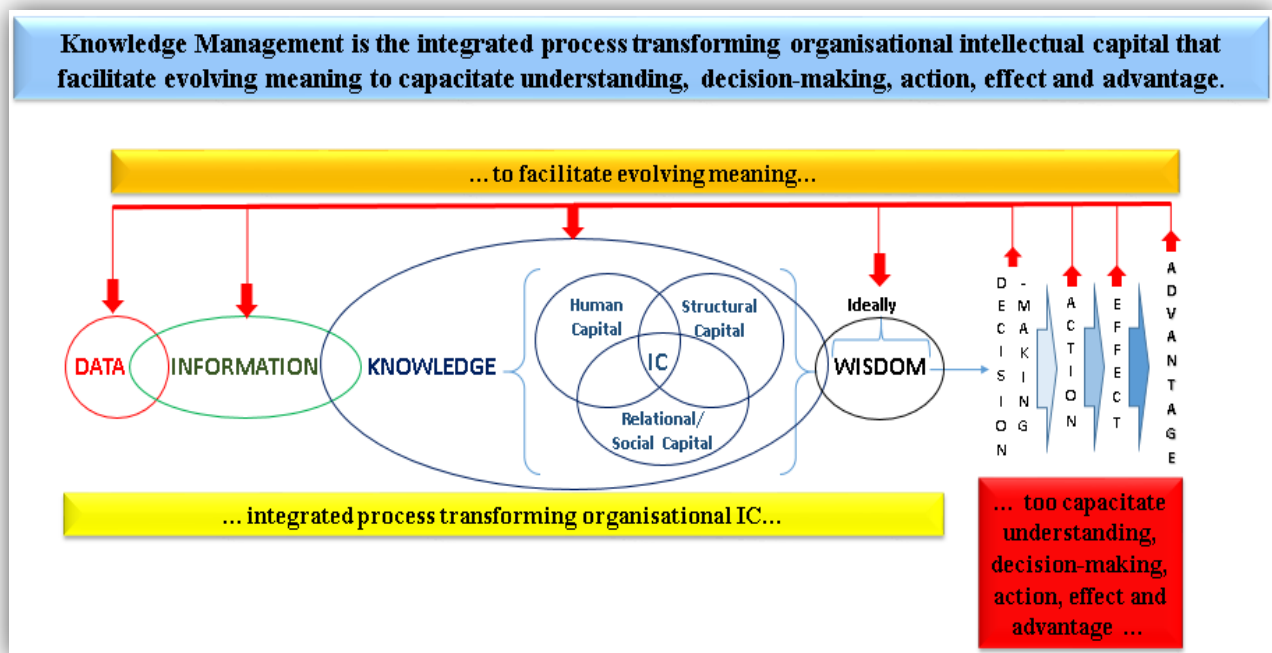 Knowledge Management is the integrated process transforming organisational intellectual capital that
facilitate evolving meaning to capacitate understanding, decision-making, action, effect and advantage.
… to facilitate evolving meaning…
DATA
INFORMATION
KNOWLEDGE
Human
Capital
Structural
Capital
IC
Relational/
Social Capital
Ideally
WISDOM
DECISION
-MAKING
ACTION
EFFECT
ADVANTAGE
… integrated process transforming organisational IC…
… too capacitate
understanding,
decision-making,
action, effect and
advantage …